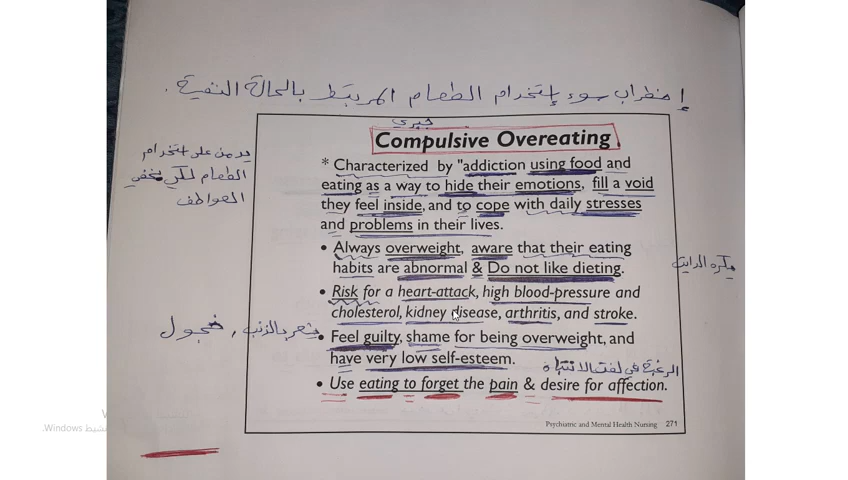 إضطراب سوء إستخدام الطعام المرتبط بالحالة النفسية.
جبري
Compulsive Overeating
يدمن على استخدام
الطعام لكي يخفي
العواطف
* Characterized by "addiction using food and
eating as a way to hide their emotions, fill a void
they feel inside, and to cope with daily stresses
and problems in their lives.
• Always overweight, aware that their eating
habits are abnormal & Do not like dieting.
يكره الدايت
• Risk for a heart-attack, high blood-pressure and
cholesterol, kidney disease, arthritis, and stroke.
يشعر بالذنب, خجول
• Feel guilty, shame for being overweight, and
have very low self-esteem.
الرغبة في لفت الانتباه
• Use eating to forget the pain & desire for affection.
Psychiatric and Mental Health Nursing 271
Windows